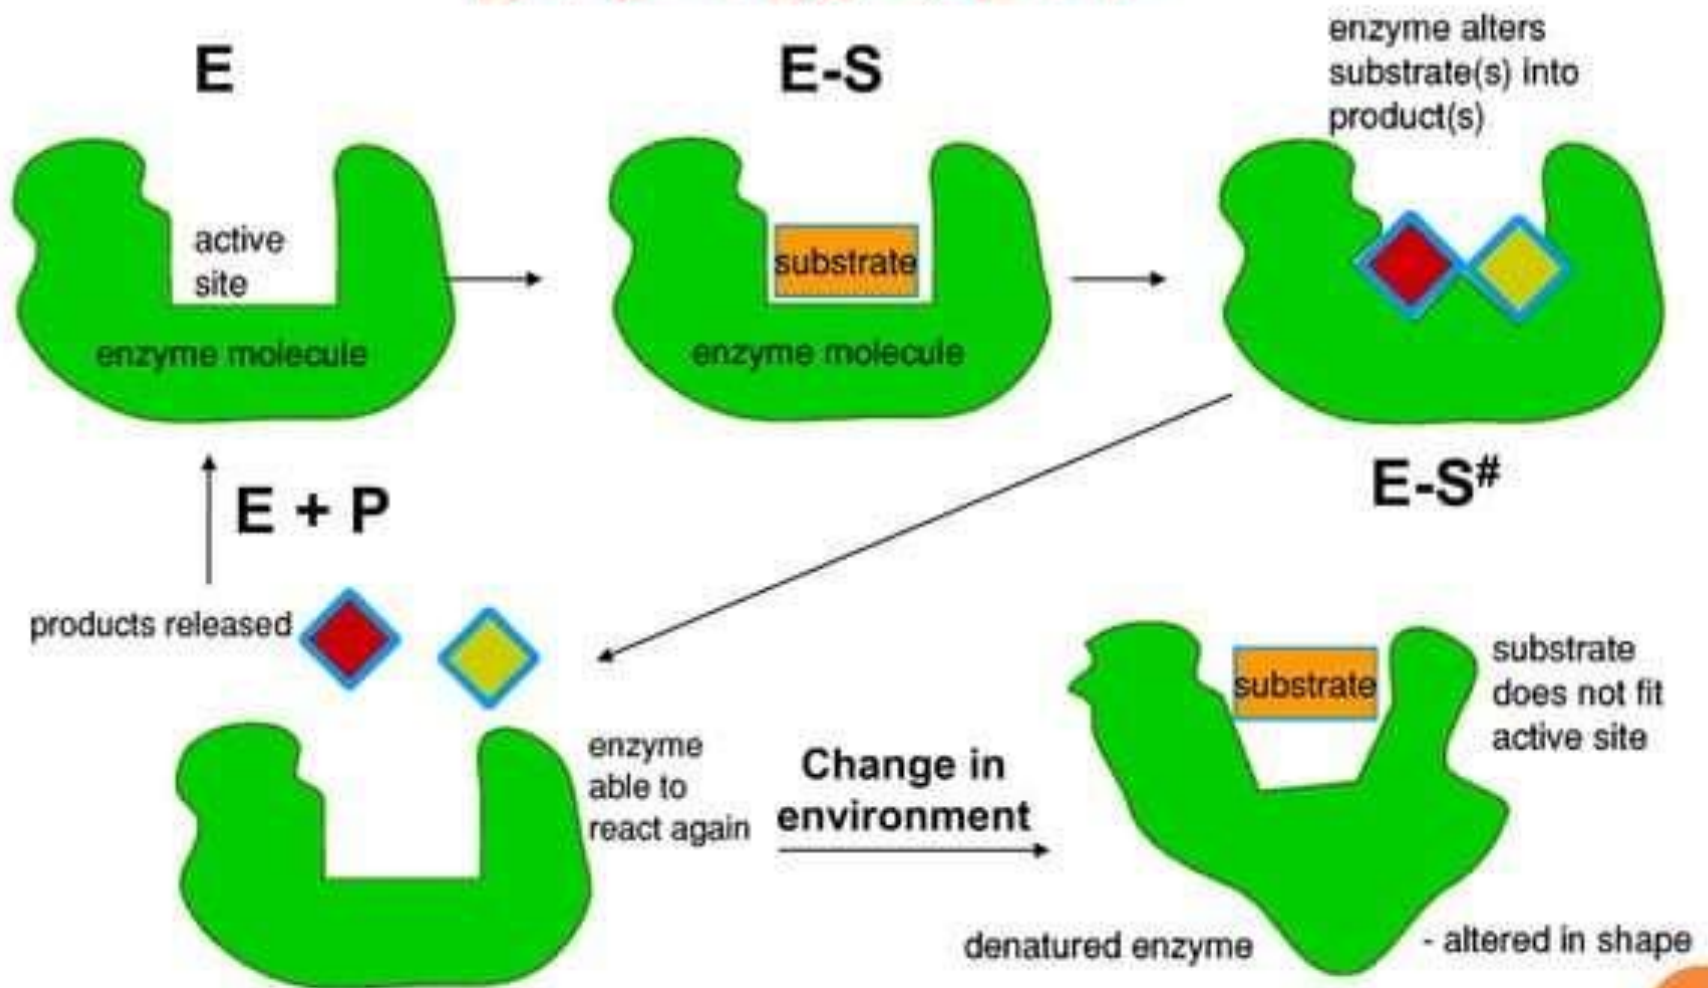 E
E-S
enzyme alters
substrate(s) into
product(s)
active
site
enzyme molecule
substrate
enzyme molecule
E-S#
E + P
products released
enzyme
able to
react again
Change in
environment
substrate
substrate
does not fit
active site
denatured enzyme
- altered in shape